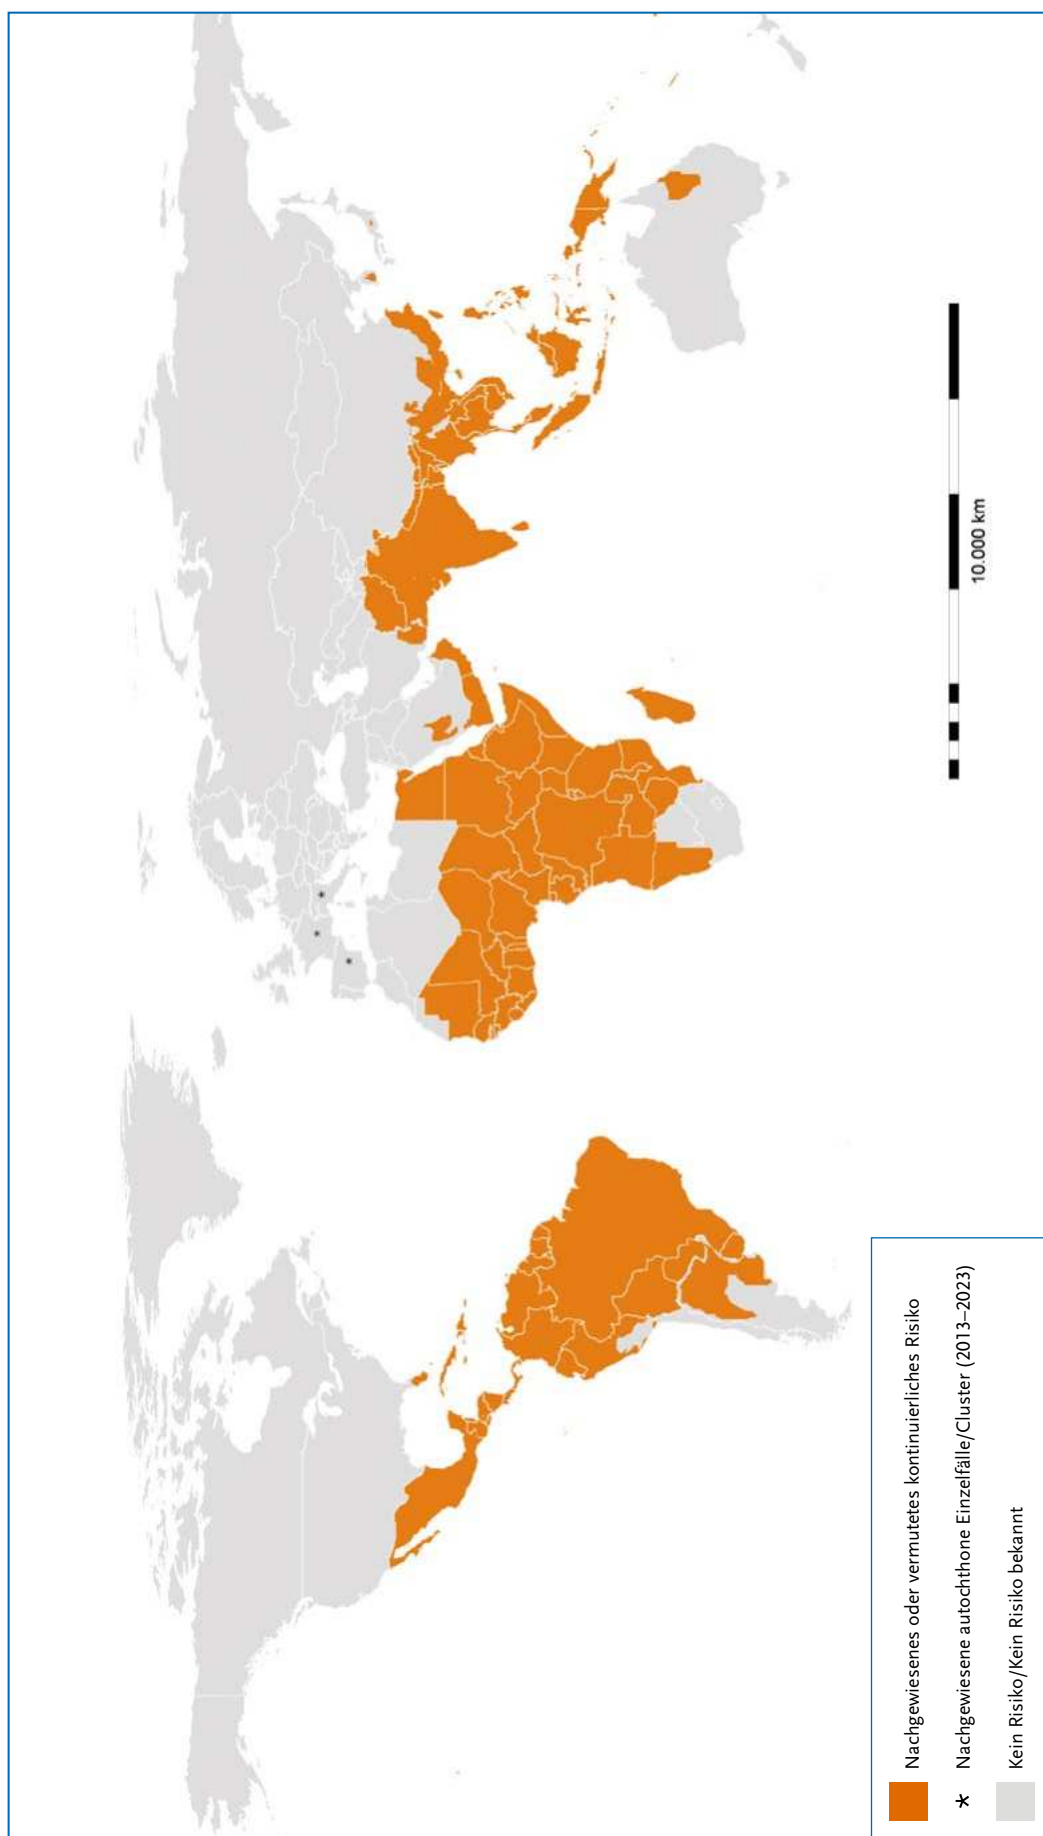 10.000 km
Nachgewiesenes oder vermutetes kontinuierliches Risiko
* Nachgewiesene autochthone Einzelfälle/Cluster (2013–2023)
Kein Risiko/Kein Risiko bekannt